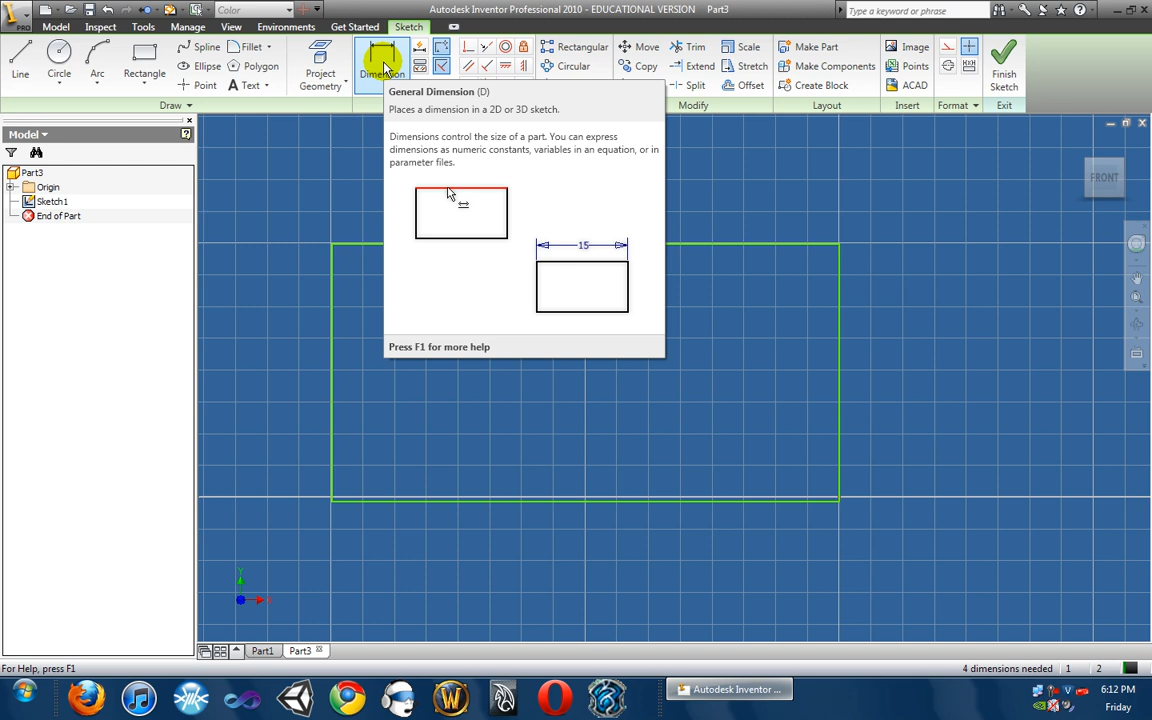 Color
Autodesk Inventor Professional 2010 - EDUCATIONAL VERSION Part3
Type a keyword or phrase
PRO
Model Inspect Tools Manage View Environments Get Started Sketch
Line Circle Arc Rectangle
Spline Fillet
Ellipse Polygon
Point Text
Project Geometry
Dimension
Rectangular
Circular
Move Trim Scale
Copy Extend Stretch
Split Offset
Make Part
Make Components
Create Block
Image
Points
ACAD
Finish Sketch
Draw
Modify
Layout
Insert
Format
Exit
Model
Part3
Origin
Sketch1
End of Part
General Dimension (D)
Places a dimension in a 2D or 3D sketch.
Dimensions control the size of a part. You can express
dimensions as numeric constants, variables in an equation, or in
parameter files.
15
Press F1 for more help
FRONT
Y
Part1 Part3
For Help, press F1
4 dimensions needed 1 2
Autodesk Inventor ...
6:12 PM
Friday